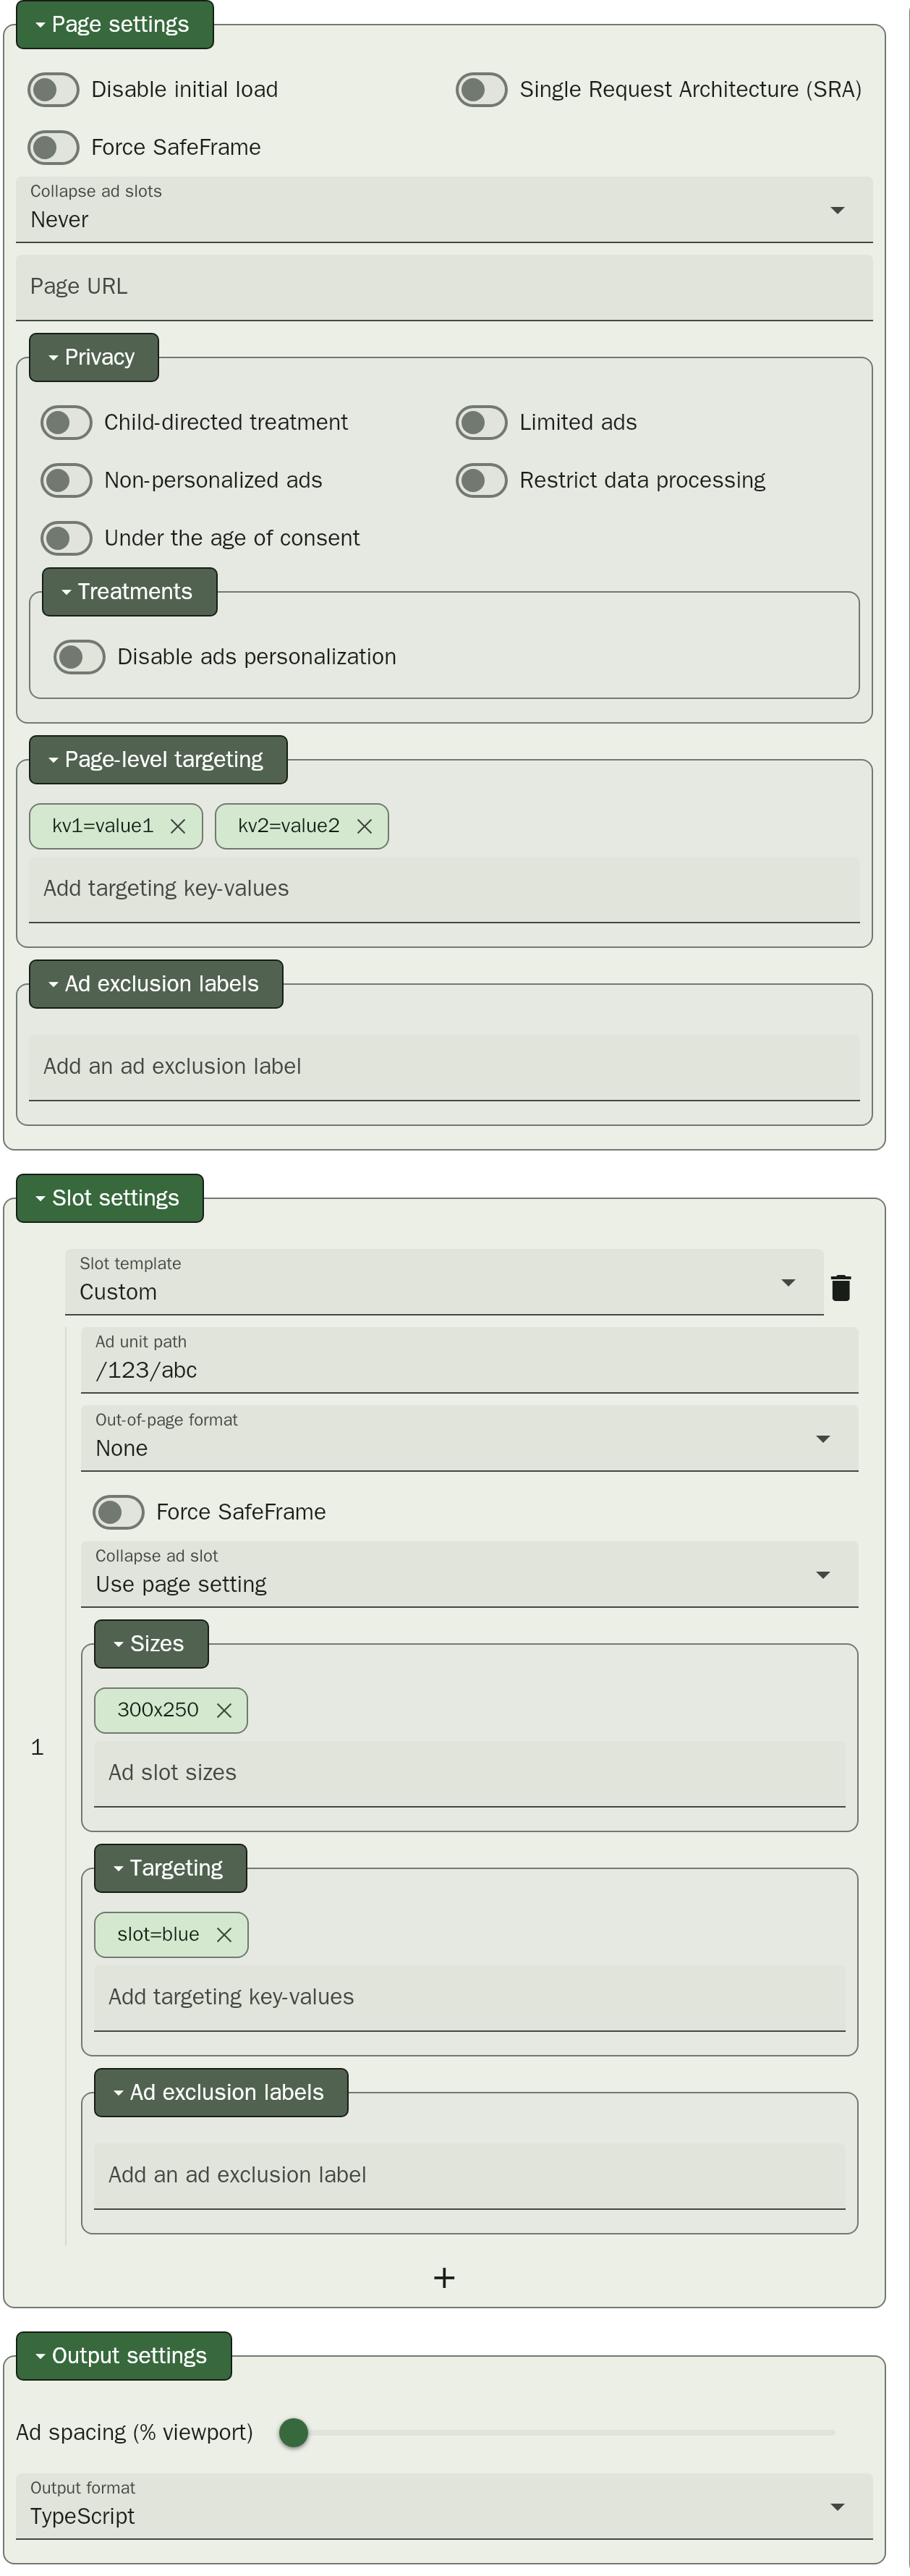 Page settings
Disable initial load
Single Request Architecture (SRA)
Force SafeFrame
Collapse ad slots
Never
Page URL
Privacy
Child-directed treatment
Limited ads
Non-personalized ads
Restrict data processing
Under the age of consent
Treatments
Disable ads personalization
Page-level targeting
kv1=value1
kv2=value2
Add targeting key-values
Ad exclusion labels
Add an ad exclusion label
Slot settings
Slot template
Custom
Ad unit path
/123/abc
Out-of-page format
None
Force SafeFrame
Collapse ad slot
Use page setting
Sizes
300x250
1
Ad slot sizes
Targeting
slot=blue
Add targeting key-values
Ad exclusion labels
Add an ad exclusion label
Output settings
Ad spacing (% viewport)
Output format
TypeScript